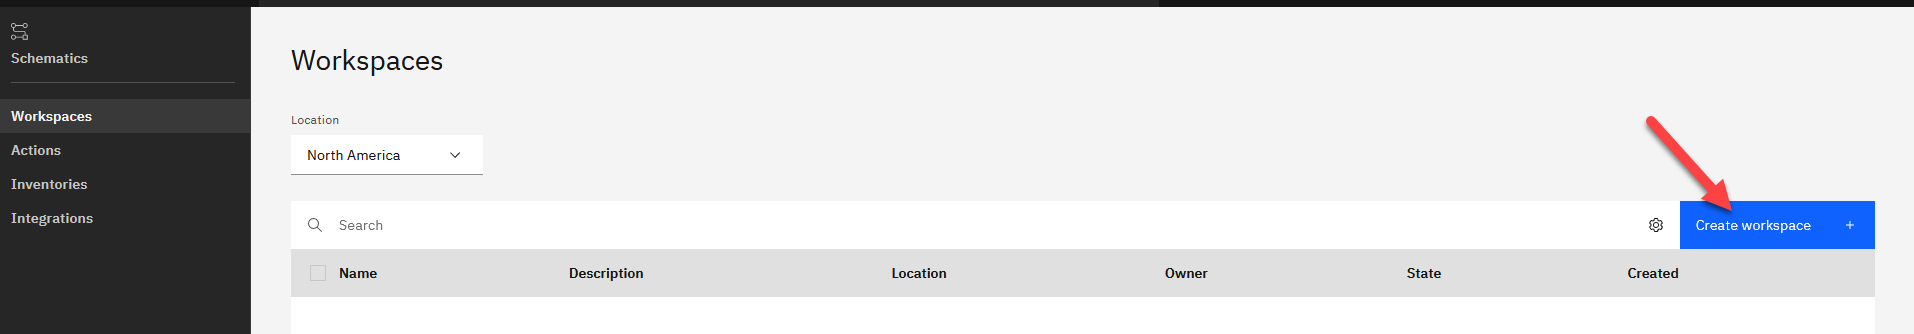 Schematics
Workspaces
Actions
Inventories
Integrations
Workspaces
Location
North America
Search
Create workspace +
Name Description Location Owner State Created